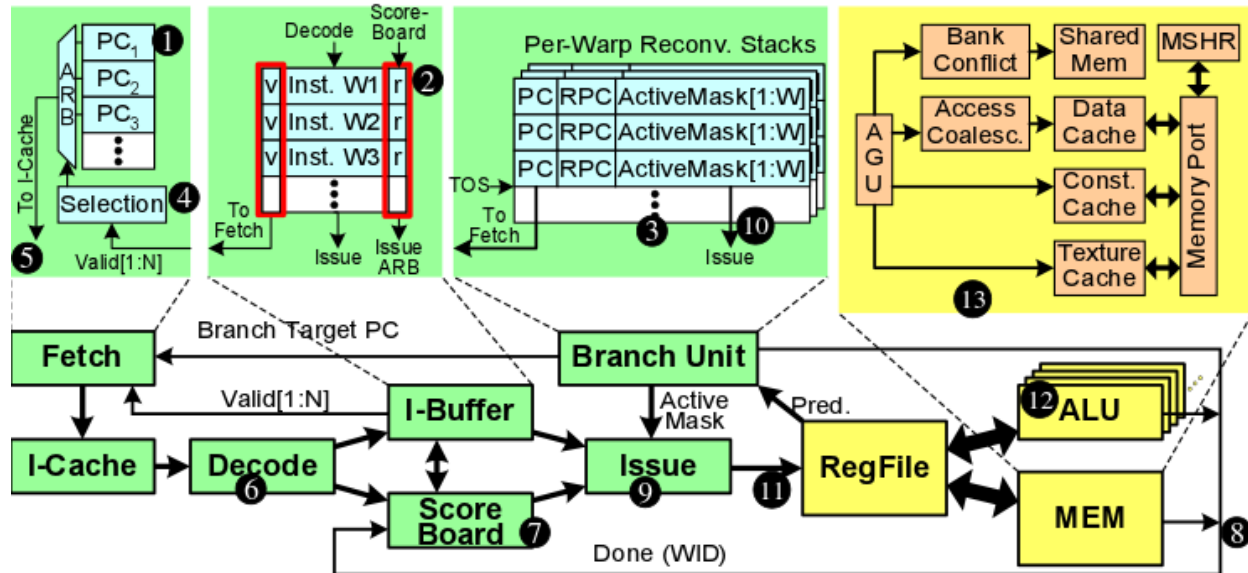 PC1
PC2
PC3
A
R
B
1
To I-Cache
Selection
4
5
Valid[1:N]
Decode
Score-
Board
v Inst. W1 r
v Inst. W2 r
v Inst. W3 r
2
To
Fetch
Issue
Issue
ARB
Per-Warp Reconv. Stacks
PC RPC ActiveMask[1:W]
PC RPC ActiveMask[1:W]
PC RPC ActiveMask[1:W]
TOS
To
Fetch
3
10
Issue
Bank
Conflict
Shared
Mem
MSHR
A
G
U
Access
Coalesc.
Data
Cache
Const.
Cache
Texture
Cache
Memory Port
13
Branch Target PC
Fetch
Branch Unit
Valid[1:N]
I-Buffer
Active
Mask
Pred.
12
ALU
I-Cache
Decode
6
Issue
9
11
RegFile
Score
Board
7
MEM
8
Done (WID)